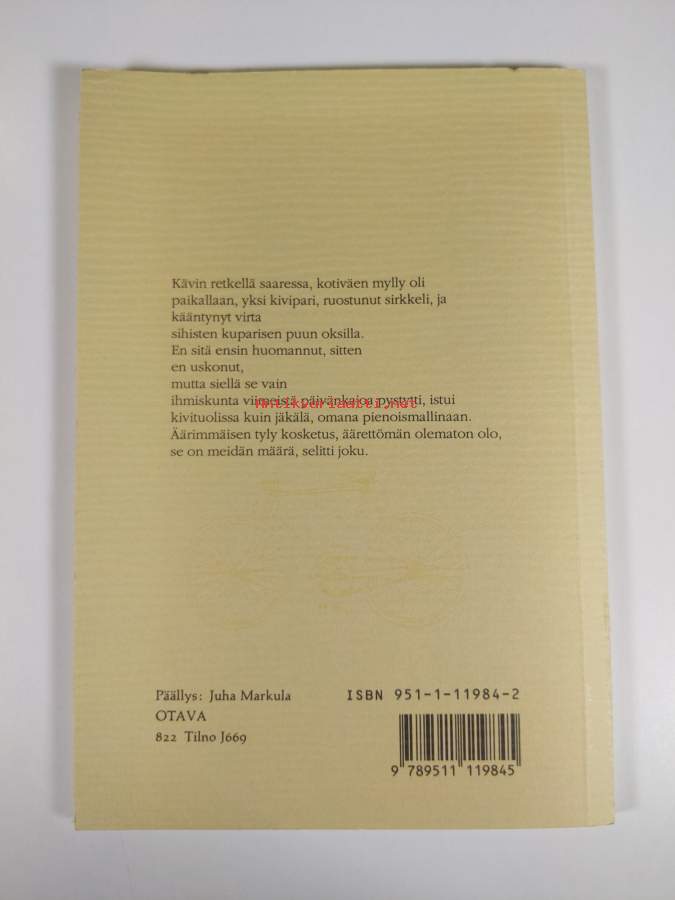 Kävin retkellä saaressa, kotiväen mylly oli
paikallaan, yksi kivipari, ruostunut sirkkeli, ja
kääntynyt virta
sihisten kuparisen puun oksilla.
En sitä ensin huomannut, sitten
en uskonut,
mutta siellä se vain
ihmiskunta viimeistä päivänkajoa pystytti, istui
Antikvariaatti.net
kivituolissa kuin jäkälä, omana pienoismallinaan.
Äärimmäisen tyly kosketus, äärettömän olematon olo,
se on meidän määrä, selitti joku.
Päällys: Juha Markula
OTAVA
822 Tilno J669
ISBN 951-1-11984-2
9 789511 119845